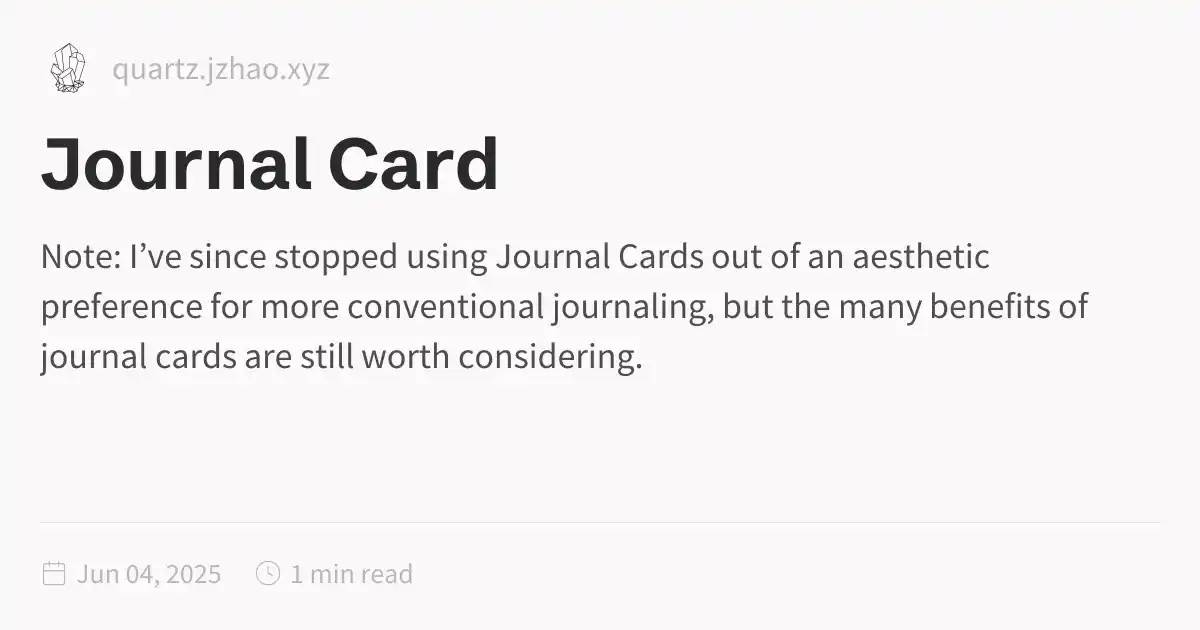 quartz.jzhao.xyz
Journal Card
Note: I’ve since stopped using Journal Cards out of an aesthetic
preference for more conventional journaling, but the many benefits of
journal cards are still worth considering.
Jun 04, 2025 1 min read